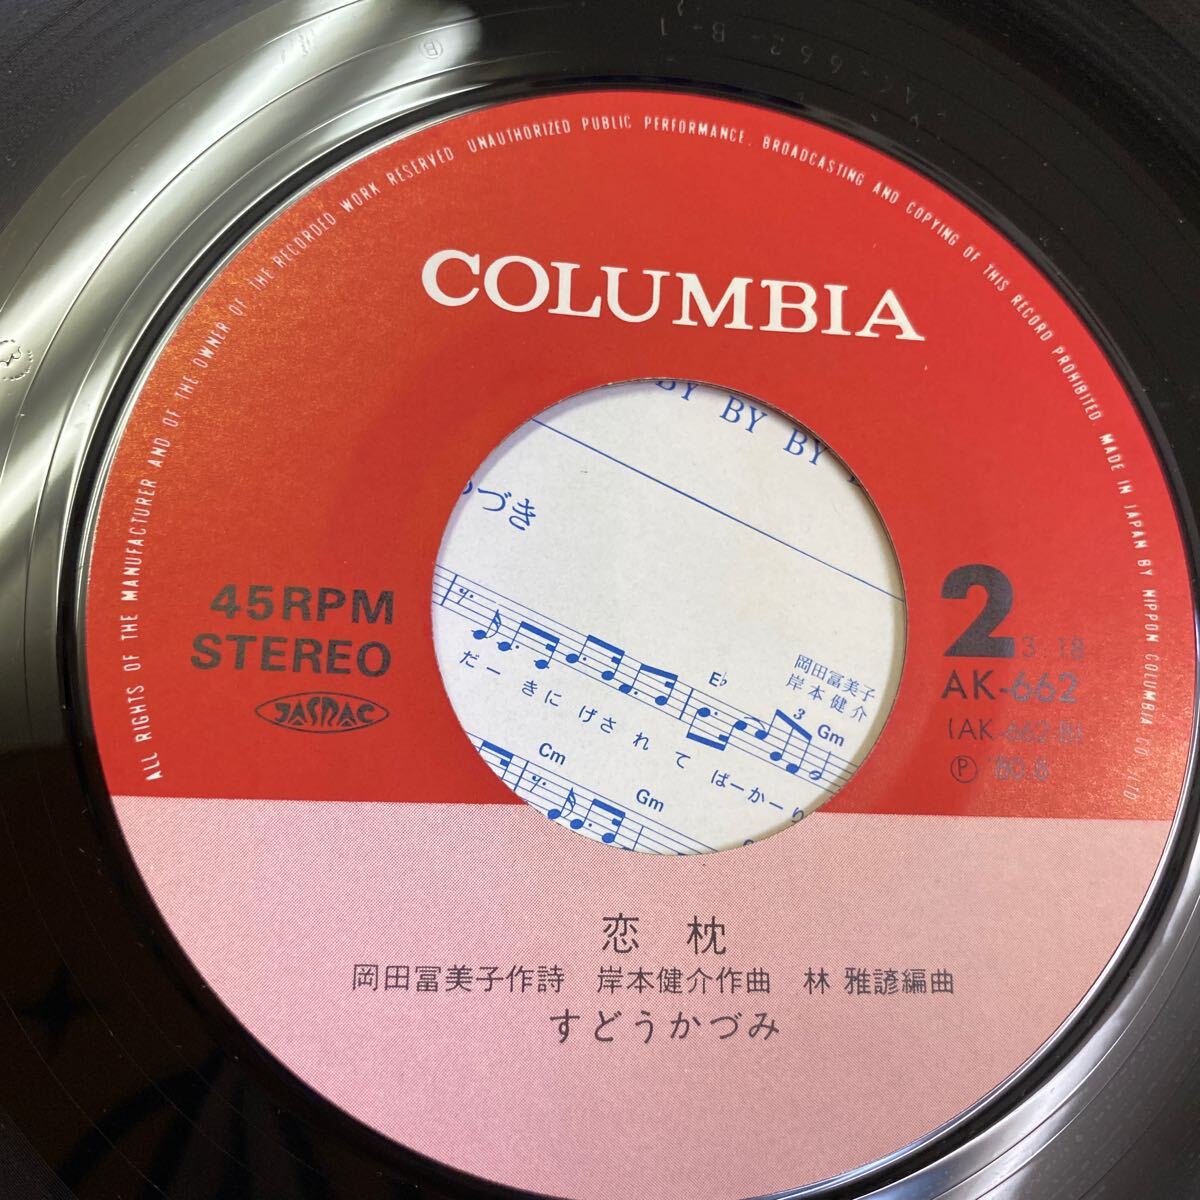 AK-662-B-1
ALL RIGHTS OF THE MANUFACTURER AND OF THE OWNER OF THE RECORDED WORK RESERVED UNAUTHORIZED PUBLIC PERFORMANCE. BROADCASTING AND COPYING OF THIS RECORD PROHIBITED. MADE IN JAPAN BY NIPPON COLUMBIA CO. LTD
COLUMBIA
BY BY BY
づき
45RPM
STEREO
JASRAC
2
3:18
AK-662
(AK-662-B)
Ⓟ '80.8
岡田冨美子
岸本健介
E♭
3
Gm
だー きに げされ て ばーかーり
Cm
Gm
恋 枕
岡田冨美子作詩 岸本健介作曲 林 雅諺編曲
すどうかづみ